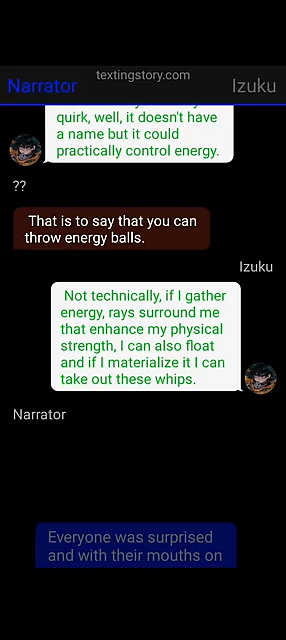 textingstory.com
Narrator
Izuku
quirk, well, it doesn't have
a name but it could
practically control energy.
??
That is to say that you can
throw energy balls.
Izuku
Not technically, if I gather
energy, rays surround me
that enhance my physical
strength, I can also float
and if I materialize it I can
take out these whips.
Narrator
Everyone was surprised
and with their mouths on